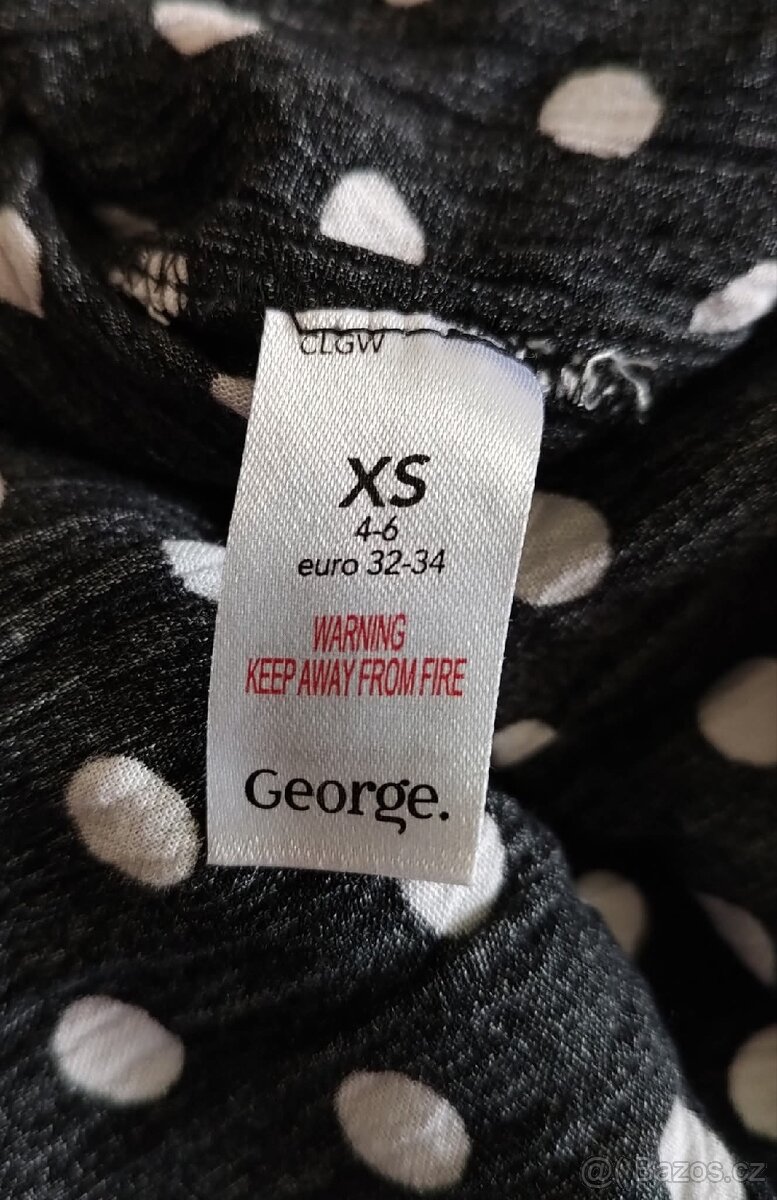 CLGW
XS
4-6
euro 32-34
WARNING
KEEP AWAY FROM FIRE
George.
@Bazos.cz